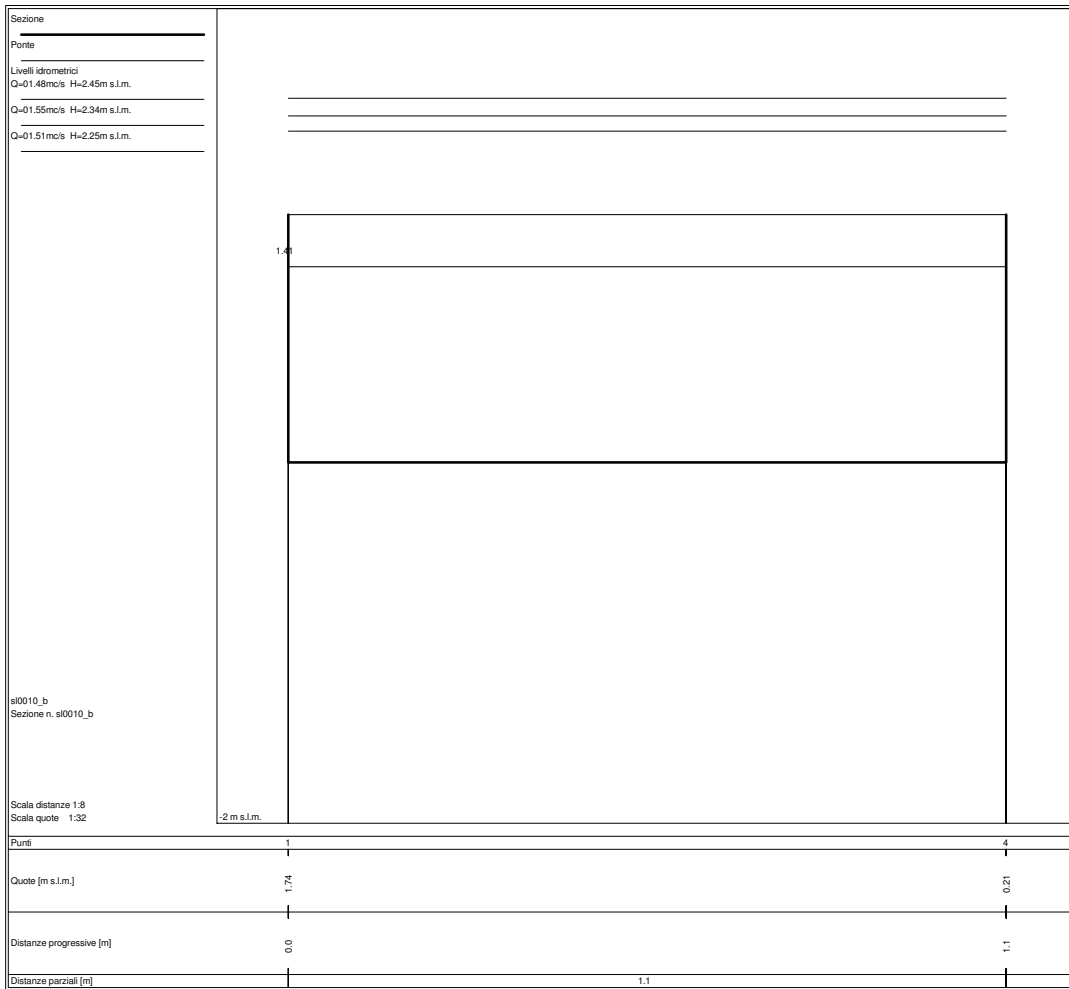 Sezione
Ponte
Livelli idrometrici
Q=01.48mc/s H=2.45m s.l.m.
Q=01.55mc/s H=2.34m s.l.m.
Q=01.51mc/s H=2.25m s.l.m.
1.41
sl0010_b
Sezione n. sl0010_b
Scala distanze 1:8
Scala quote 1:32
-2 m s.l.m.
Punti 1 4
Quote [m s.l.m.] 1.74 0.21
Distanze progressive [m] 0.0 1.1
Distanze parziali [m] 1.1